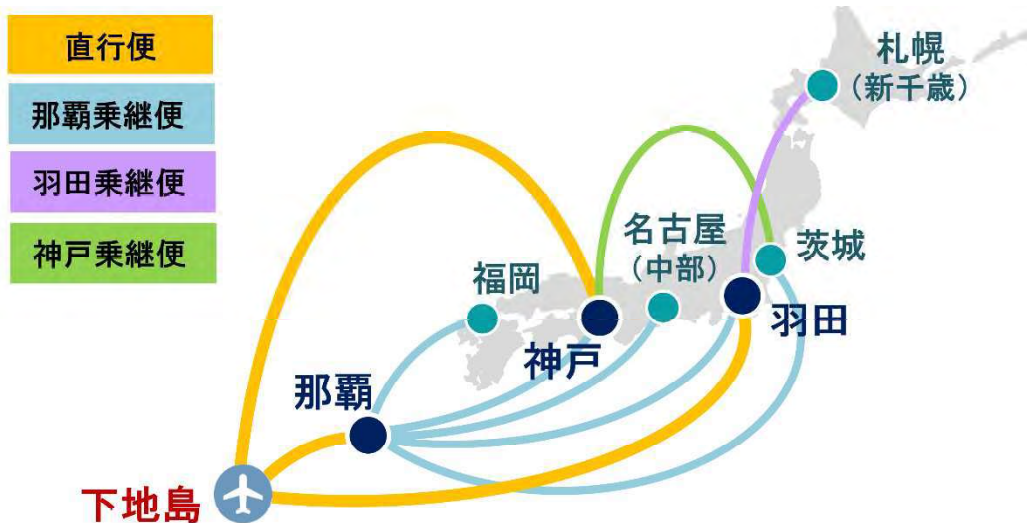 直行便
那覇乗継便
羽田乗継便
神戸乗継便
札幌
（新千歳）
名古屋
（中部）
茨城
福岡
羽田
神戸
那覇
下地島